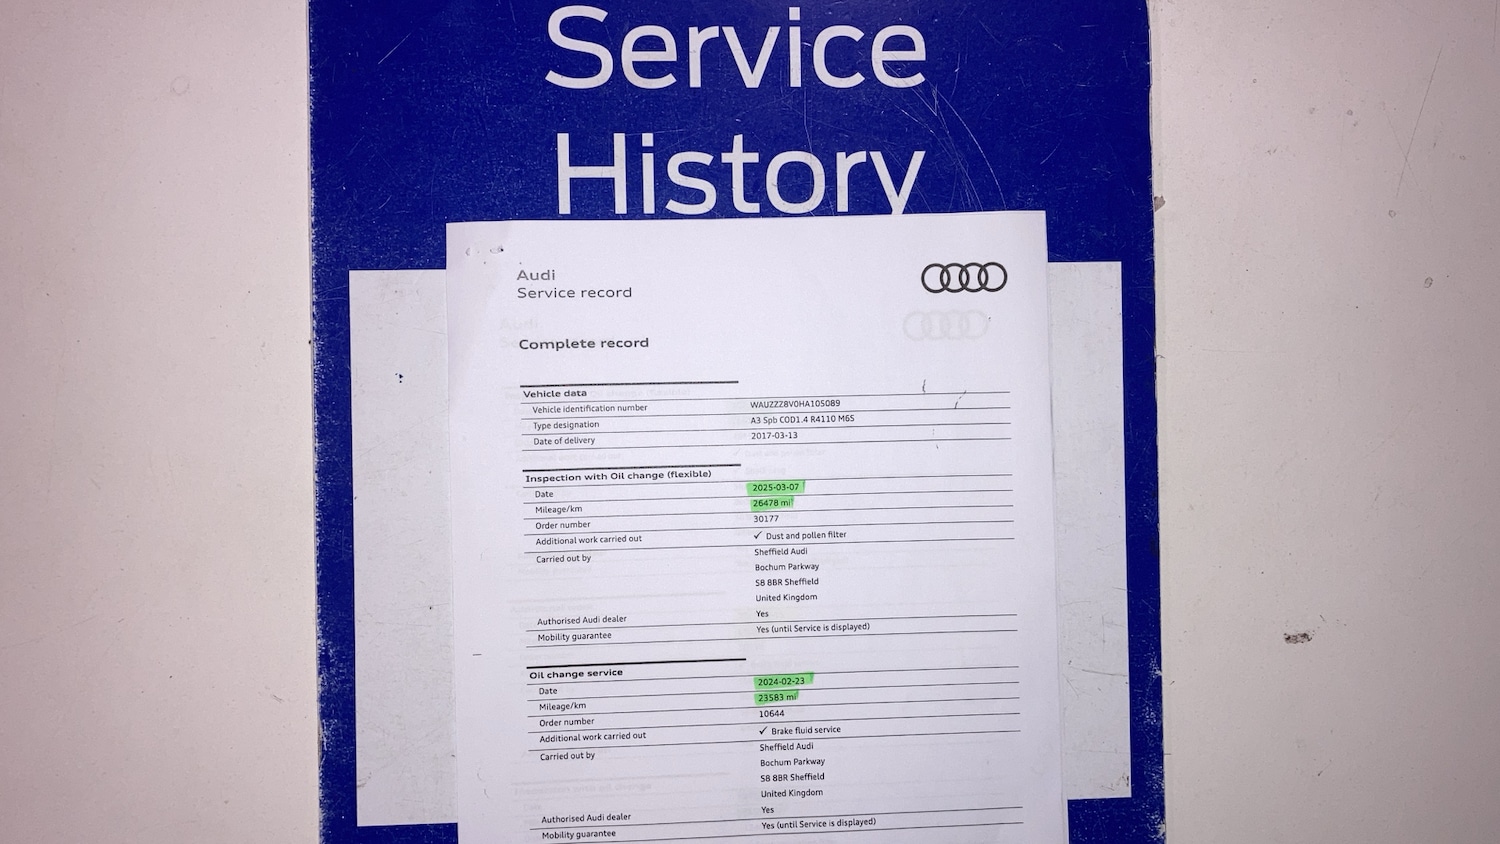 Service
History
Audi
Service record
Complete record
Vehicle data
Vehicle identification number WAUZZZ8V0HA105089
Type designation A3 Spb COD1.4 R4110 M6S
Date of delivery 2017-03-13
Inspection with Oil change (flexible)
Date 2025-03-07
Mileage/km 26478 mi
Order number 30177
Additional work carried out ✓ Dust and pollen filter
Carried out by Sheffield Audi
Bochum Parkway
S8 8BR Sheffield
United Kingdom
Authorised Audi dealer Yes
Mobility guarantee Yes (until Service is displayed)
Oil change service
Date 2024-02-23
Mileage/km 23583 mi
Order number 10644
Additional work carried out ✓ Brake fluid service
Carried out by Sheffield Audi
Bochum Parkway
S8 8BR Sheffield
United Kingdom
Authorised Audi dealer Yes
Mobility guarantee Yes (until Service is displayed)